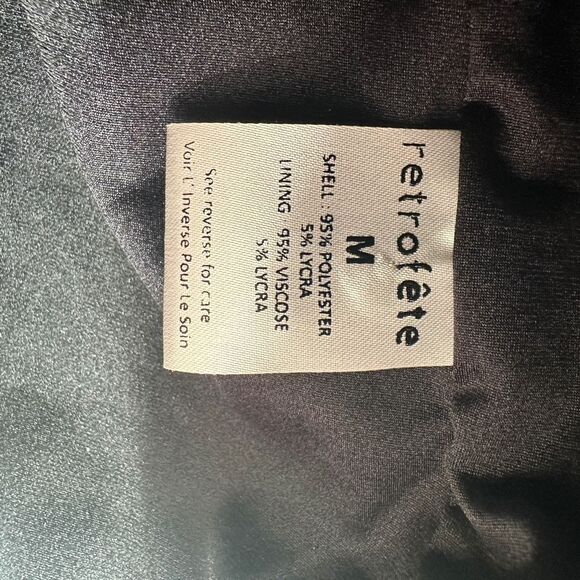 retrofête
M
SHELL : 95% POLYESTER
5% LYCRA
LINING 95% VISCOSE
5% LYCRA
See reverse for care
Voir L' Inverse Pour Le Soin